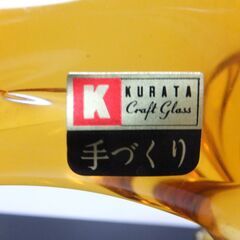 K KURATA
Craft Glass
手づくり